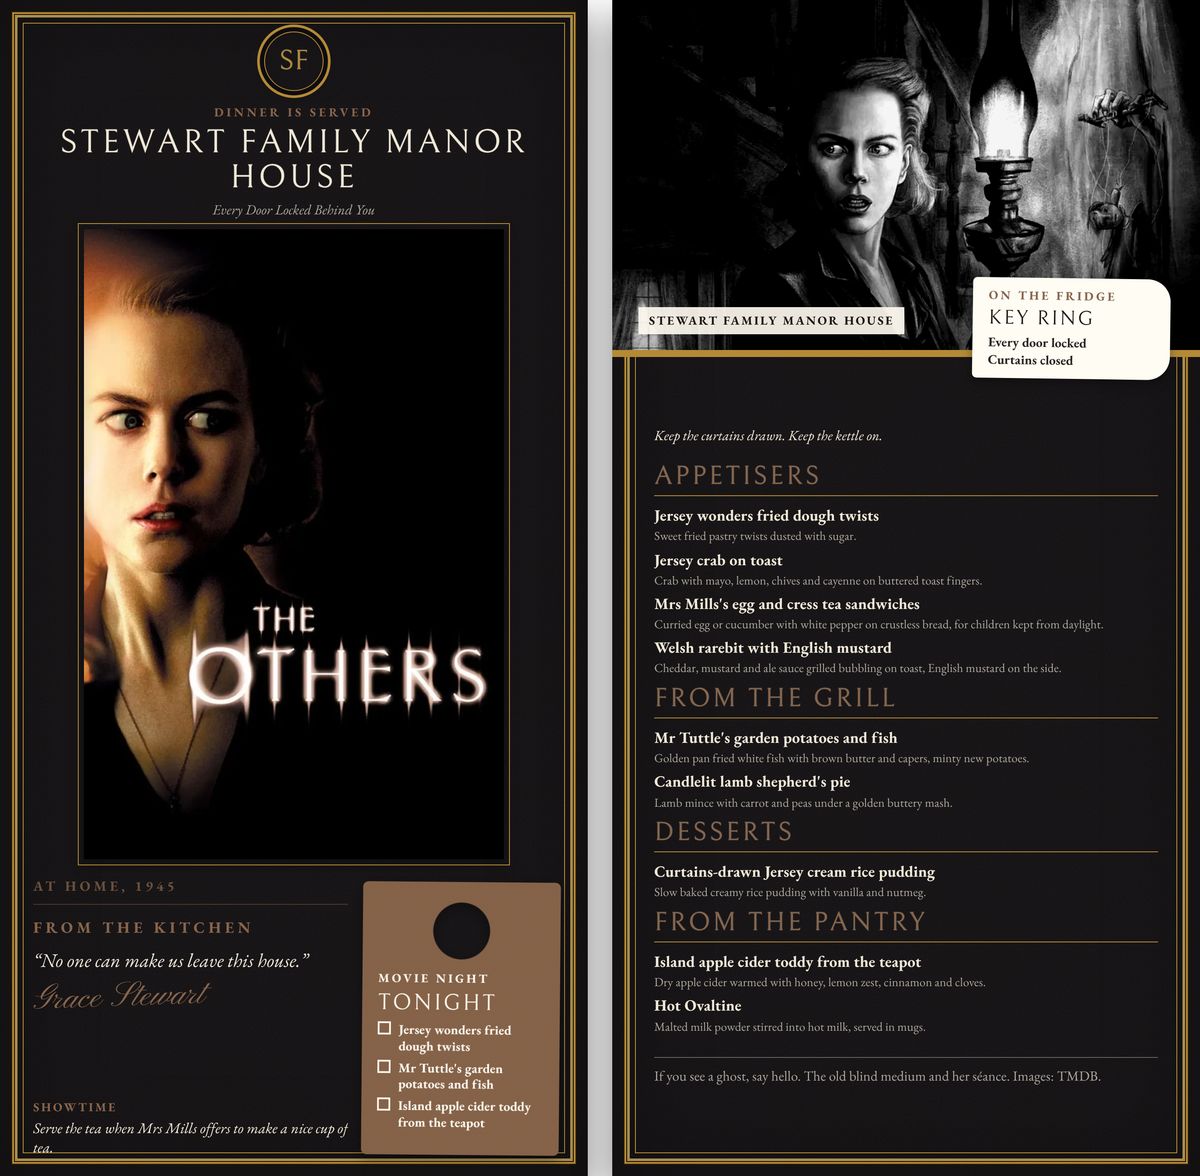 SF
DINNER IS SERVED
STEWART FAMILY MANOR
HOUSE
Every Door Locked Behind You
THE
OTHERS
AT HOME, 1945
FROM THE KITCHEN
“No one can make us leave this house.”
Grace Stewart
SHOWTIME
Serve the tea when Mrs Mills offers to make a nice cup of
tea.
MOVIE NIGHT
TONIGHT
Jersey wonders fried
dough twists
Mr Tuttle's garden
potatoes and fish
Island apple cider toddy
from the teapot
STEWART FAMILY MANOR HOUSE
ON THE FRIDGE
KEY RING
Every door locked
Curtains closed
Keep the curtains drawn. Keep the kettle on.
APPETISERS
Jersey wonders fried dough twists
Sweet fried pastry twists dusted with sugar.
Jersey crab on toast
Crab with mayo, lemon, chives and cayenne on buttered toast fingers.
Mrs Mills's egg and cress tea sandwiches
Curried egg or cucumber with white pepper on crustless bread, for children kept from daylight.
Welsh rarebit with English mustard
Cheddar, mustard and ale sauce grilled bubbling on toast, English mustard on the side.
FROM THE GRILL
Mr Tuttle's garden potatoes and fish
Golden pan fried white fish with brown butter and capers, minty new potatoes.
Candlelit lamb shepherd's pie
Lamb mince with carrot and peas under a golden buttery mash.
DESSERTS
Curtains-drawn Jersey cream rice pudding
Slow baked creamy rice pudding with vanilla and nutmeg.
FROM THE PANTRY
Island apple cider toddy from the teapot
Dry apple cider warmed with honey, lemon zest, cinnamon and cloves.
Hot Ovaltine
Malted milk powder stirred into hot milk, served in mugs.
If you see a ghost, say hello. The old blind medium and her séance. Images: TMDB.